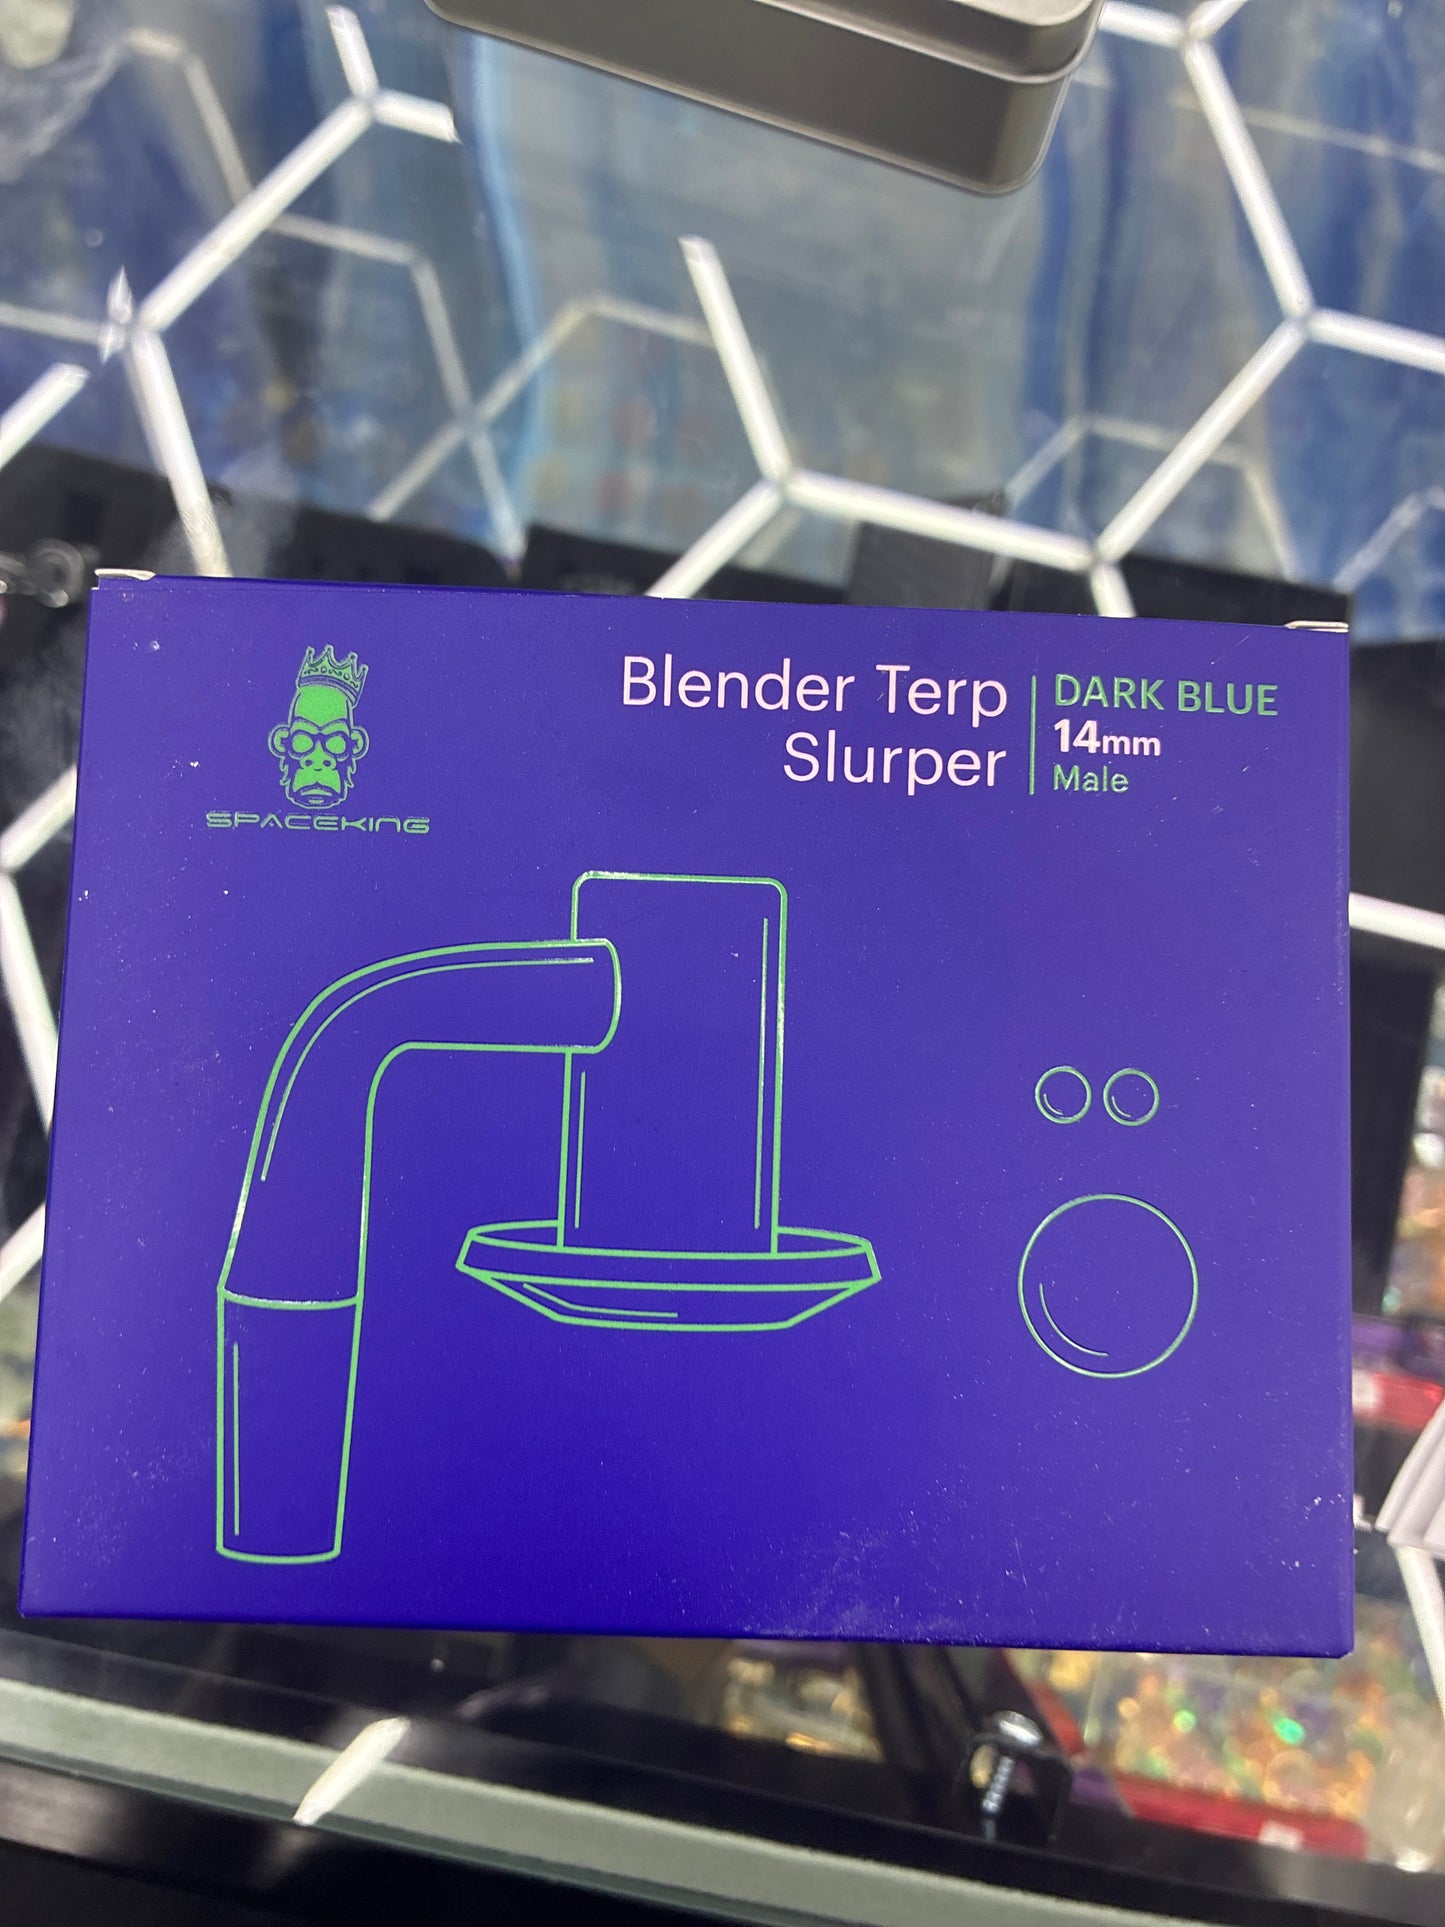 SPACEKING
Blender Terp
Slurper
DARK BLUE
14mm
Male